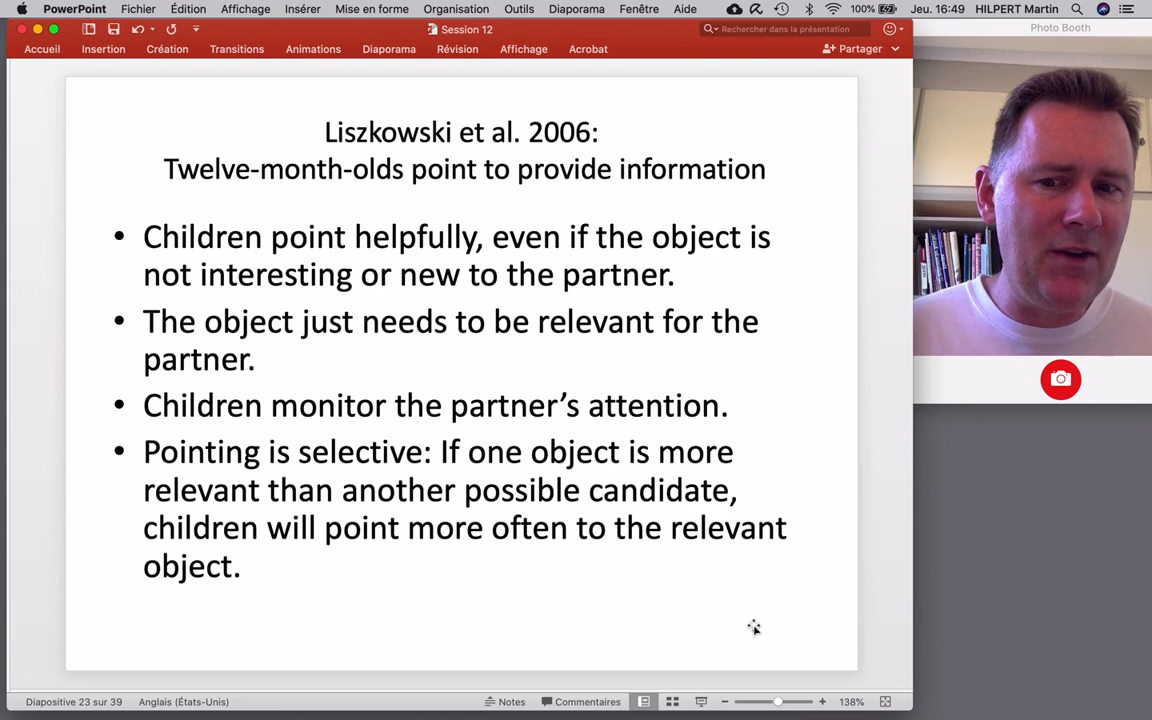 PowerPoint Fichier Édition Affichage Insérer Mise en forme Organisation Outils Diaporama Fenêtre Aide 100% Jeu. 16:49 HILPERT Martin
Session 12 Rechercher dans la présentation
Photo Booth
Accueil Insertion Création Transitions Animations Diaporama Révision Affichage Acrobat Partager
Liszkowski et al. 2006:
Twelve-month-olds point to provide information
• Children point helpfully, even if the object is
not interesting or new to the partner.
• The object just needs to be relevant for the
partner.
• Children monitor the partner’s attention.
• Pointing is selective: If one object is more
relevant than another possible candidate,
children will point more often to the relevant
object.
Diapositive 23 sur 39 Anglais (États-Unis) Notes Commentaires 138%